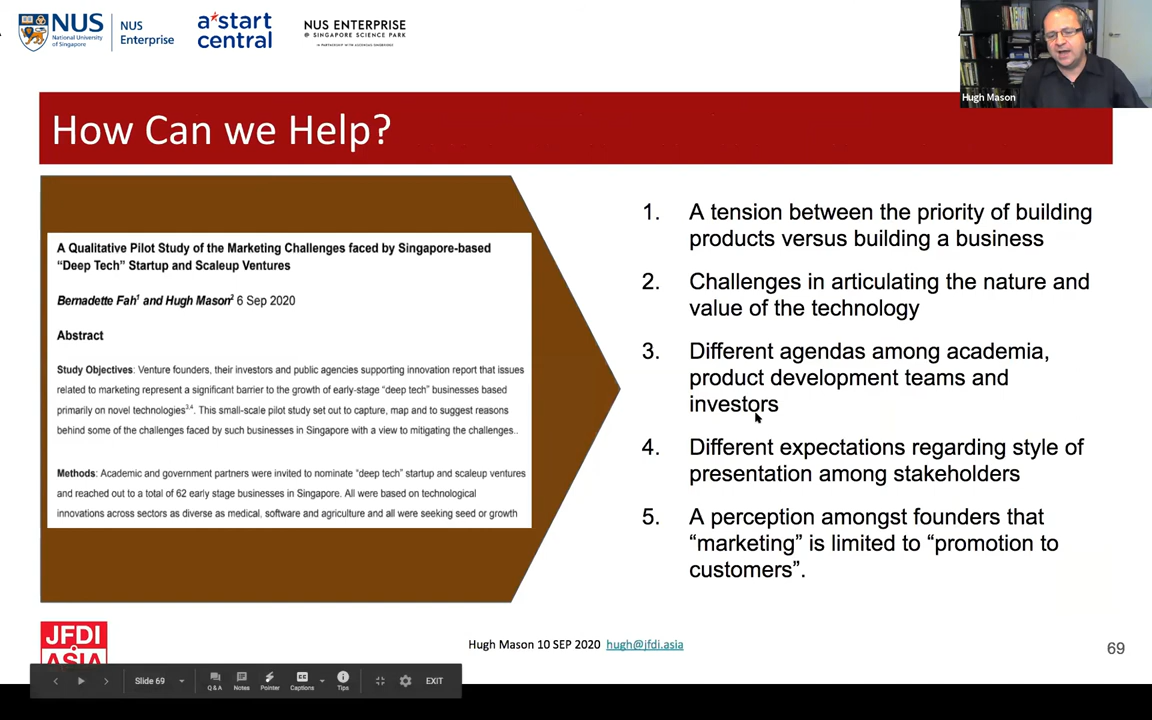 NUS
National University
of Singapore
NUS
Enterprise
a*start
central
NUS ENTERPRISE
@ SINGAPORE SCIENCE PARK
IN PARTNERSHIP WITH ASCENDAS-SINGBRIDGE
Hugh Mason
How Can we Help?
A Qualitative Pilot Study of the Marketing Challenges faced by Singapore-based
“Deep Tech” Startup and Scaleup Ventures
Bernadette Fah¹ and Hugh Mason² 6 Sep 2020
Abstract
Study Objectives: Venture founders, their investors and public agencies supporting innovation report that issues
related to marketing represent a significant barrier to the growth of early-stage “deep tech” businesses based
primarily on novel technologies³,⁴. This small-scale pilot study set out to capture, map and to suggest reasons
behind some of the challenges faced by such businesses in Singapore with a view to mitigating the challenges..
Methods: Academic and government partners were invited to nominate “deep tech” startup and scaleup ventures
and reached out to a total of 62 early stage businesses in Singapore. All were based on technological
innovations across sectors as diverse as medical, software and agriculture and all were seeking seed or growth
1. A tension between the priority of building
products versus building a business
2. Challenges in articulating the nature and
value of the technology
3. Different agendas among academia,
product development teams and
investors
4. Different expectations regarding style of
presentation among stakeholders
5. A perception amongst founders that
“marketing” is limited to “promotion to
customers”.
JFDI
ASIA
Hugh Mason 10 SEP 2020 hugh@jfdi.asia
69
Slide 69
Q & A
Notes
Pointer
Captions
Tips
EXIT